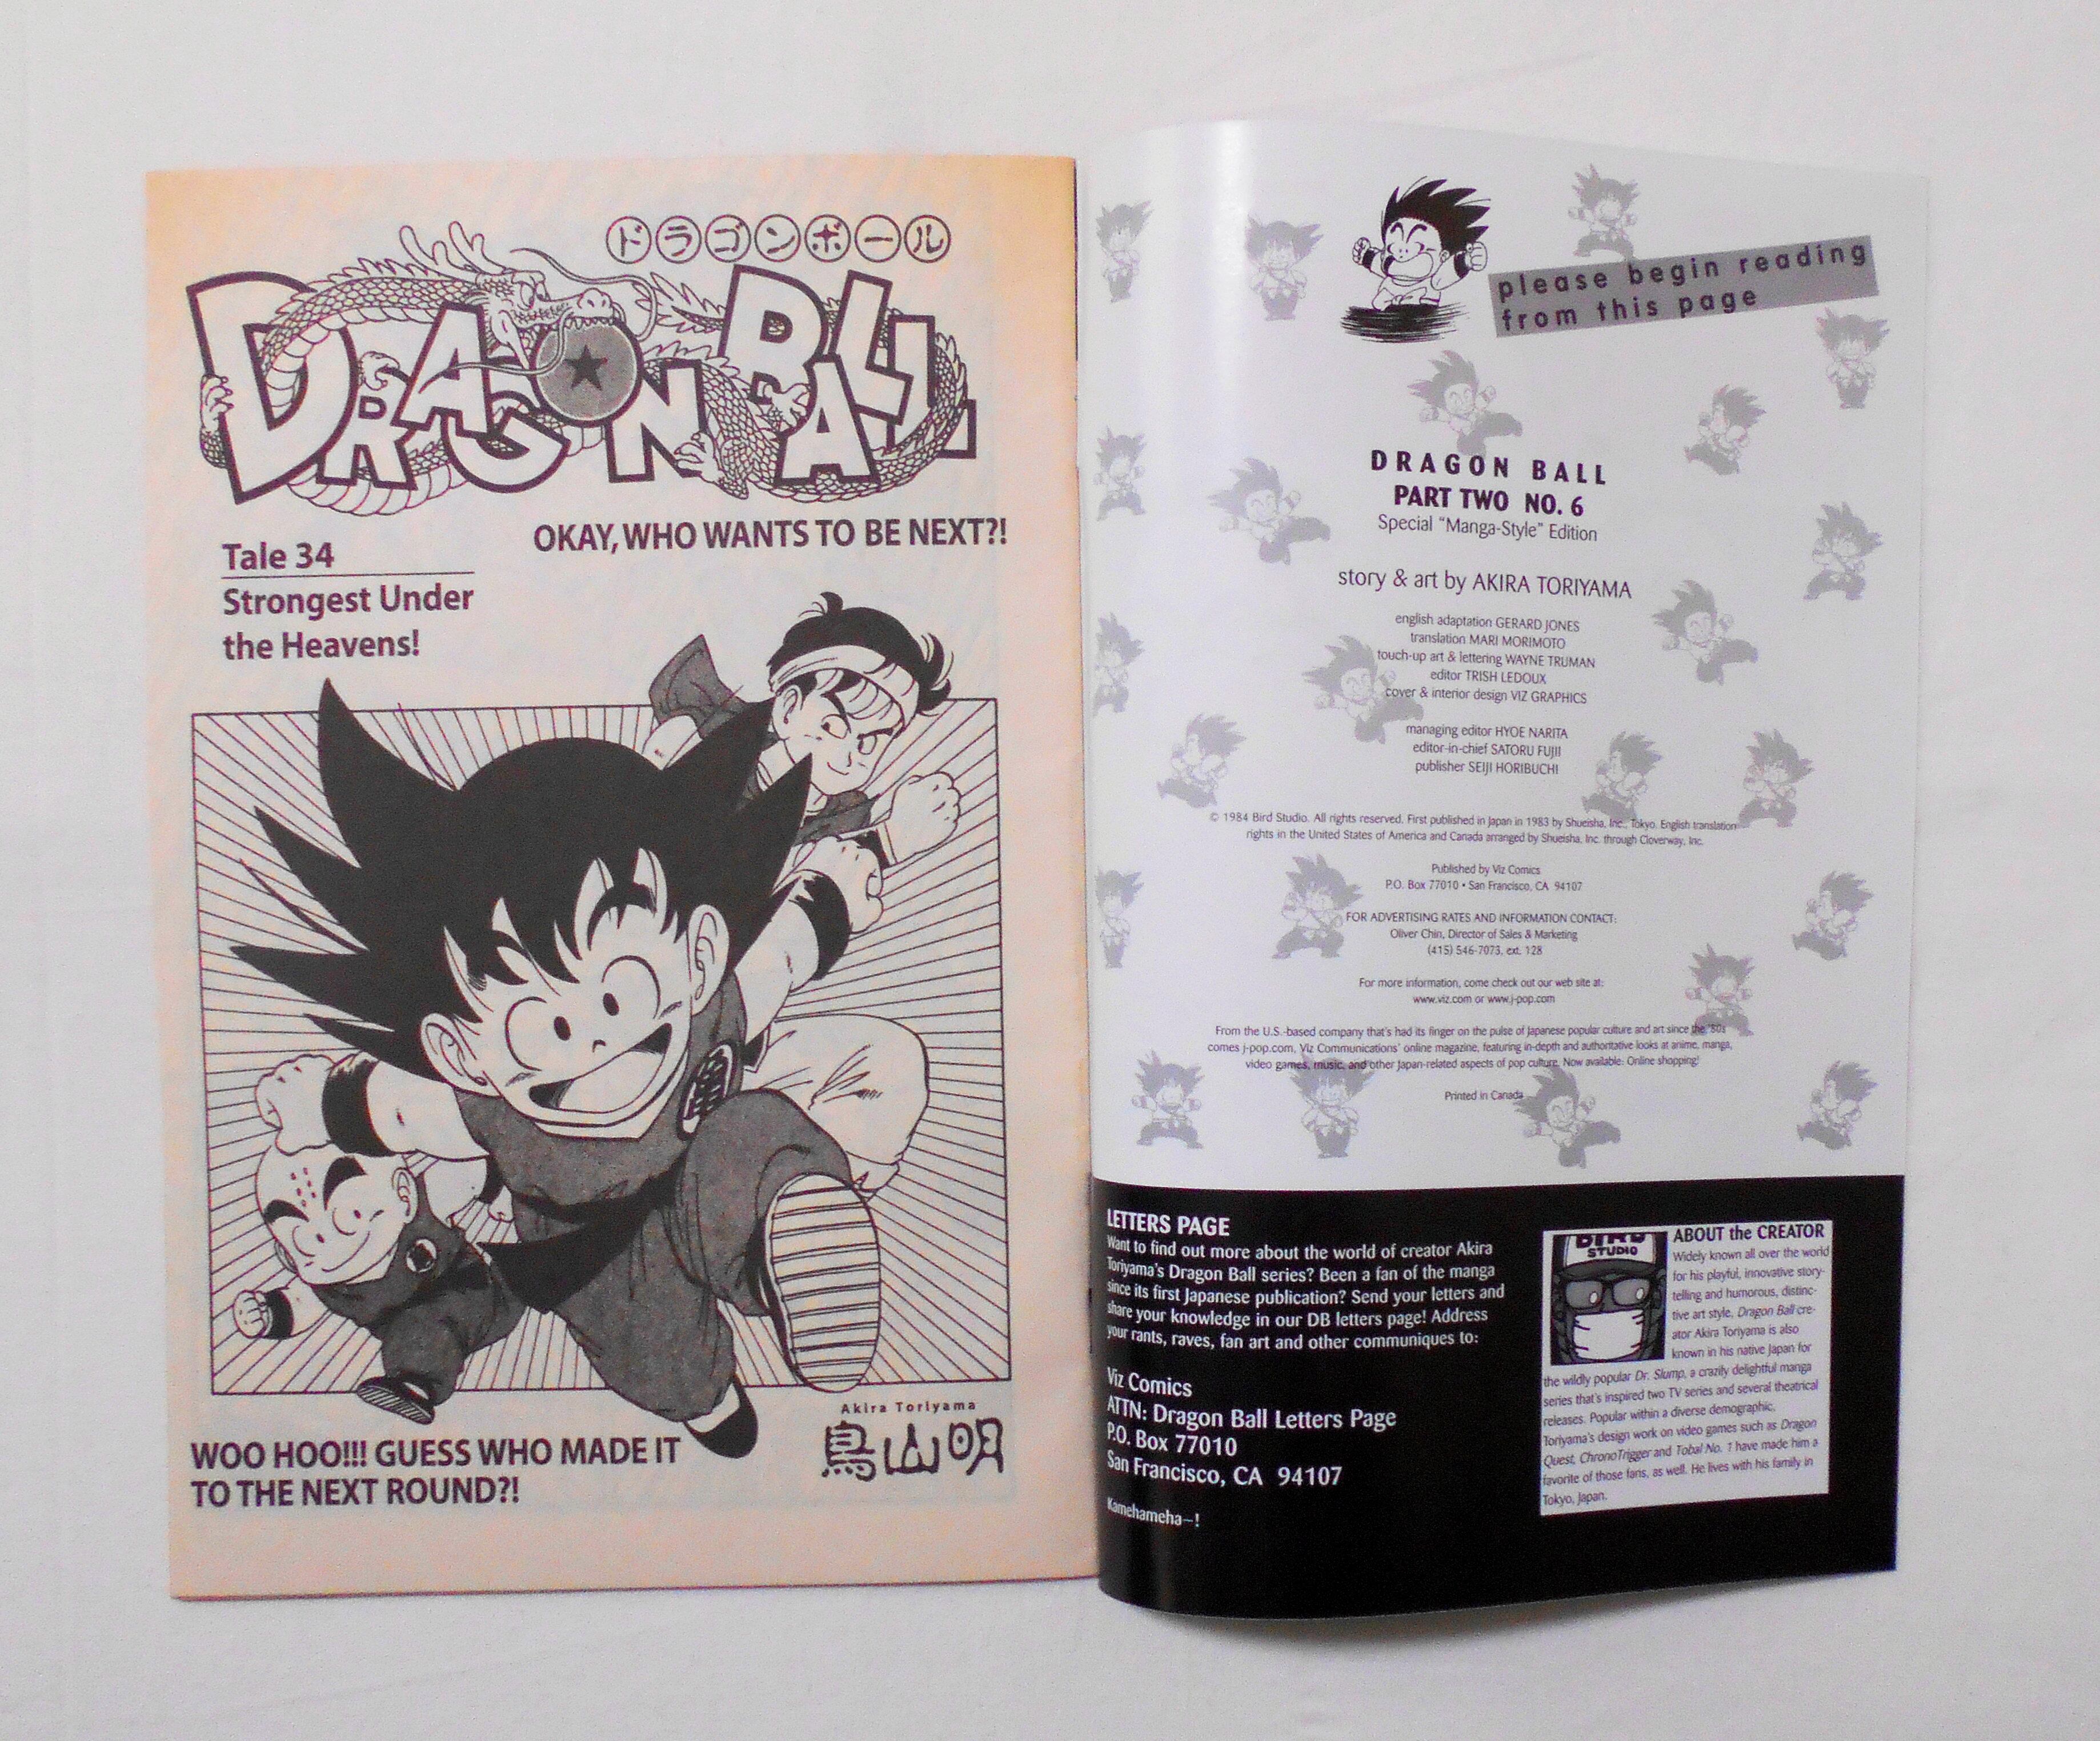 ドラゴンボール
DRAGON BALL
OKAY, WHO WANTS TO BE NEXT?!
Tale 34
Strongest Under
the Heavens!
亀
WOO HOO!!! GUESS WHO MADE IT
TO THE NEXT ROUND?!
Akira Toriyama
鳥山明
please begin reading
from this page
DRAGON BALL
PART TWO NO. 6
Special "Manga-Style" Edition
story & art by AKIRA TORIYAMA
english adaptation GERARD JONES
translation MARI MORIMOTO
touch-up art & lettering WAYNE TRUMAN
editor TRISH LEDOUX
cover & interior design VIZ GRAPHICS
managing editor HYOE NARITA
editor-in-chief SATORU FUJII
publisher SEIJI HORIBUCHI
© 1984 Bird Studio. All rights reserved. First published in Japan in 1983 by Shueisha, Inc., Tokyo. English translation
rights in the United States of America and Canada arranged by Shueisha, Inc. through Cloverway, Inc.
Published by Viz Comics
P.O. Box 77010 • San Francisco, CA 94107
FOR ADVERTISING RATES AND INFORMATION CONTACT:
Oliver Chin, Director of Sales & Marketing
(415) 546-7073, ext. 128
For more information, come check out our web site at:
www.viz.com or www.j-pop.com
From the U.S.-based company that's had its finger on the pulse of Japanese popular culture and art since the '80s
comes j-pop.com, Viz Communications' online magazine, featuring in-depth and authoritative looks at anime, manga,
video games, music, and other Japan-related aspects of pop culture. Now available: Online shopping!
Printed in Canada
LETTERS PAGE
Want to find out more about the world of creator Akira
Toriyama's Dragon Ball series? Been a fan of the manga
since its first Japanese publication? Send your letters and
share your knowledge in our DB letters page! Address
your rants, raves, fan art and other communiques to:
Viz Comics
ATTN: Dragon Ball Letters Page
P.O. Box 77010
San Francisco, CA 94107
Kamehameha–!
BIRD
STUDIO
ABOUT the CREATOR
Widely known all over the world
for his playful, innovative story-
telling and humorous, distinc-
tive art style, Dragon Ball cre-
ator Akira Toriyama is also
known in his native Japan for
the wildly popular Dr. Slump, a crazily delightful manga
series that's inspired two TV series and several theatrical
releases. Popular within a diverse demographic,
Toriyama's design work on video games such as Dragon
Quest, ChronoTrigger and Tobal No. 1 have made him a
favorite of those fans, as well. He lives with his family in
Tokyo, Japan.